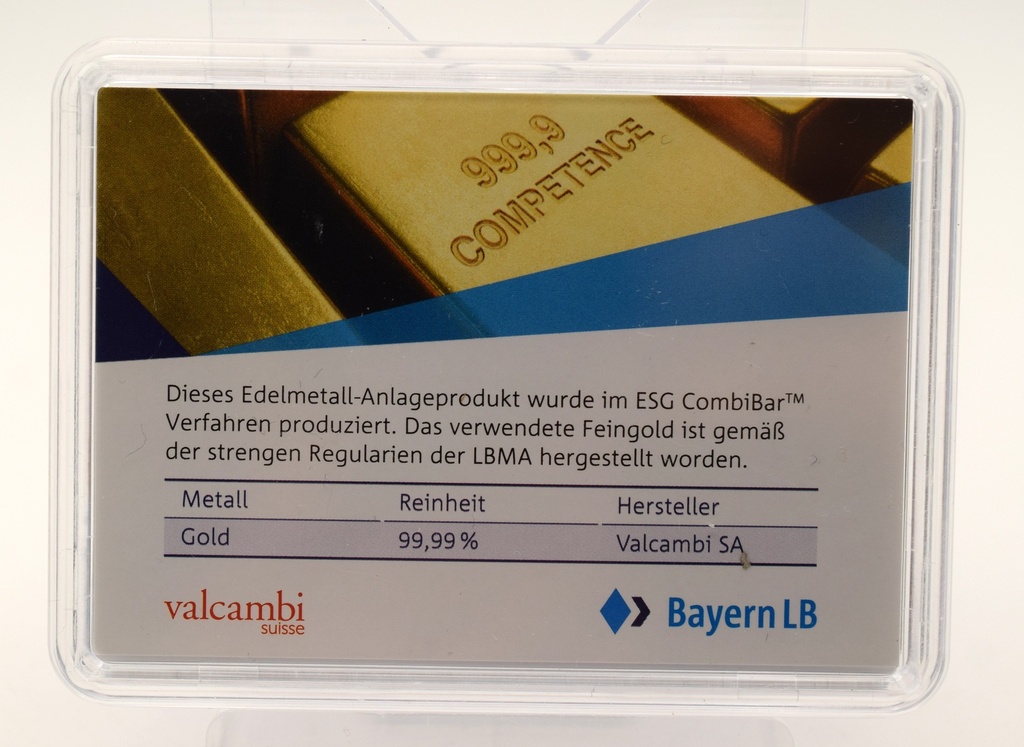 999,9
COMPETENCE
Dieses Edelmetall-Anlageprodukt wurde im ESG CombiBar™
Verfahren produziert. Das verwendete Feingold ist gemäß
der strengen Regularien der LBMA hergestellt worden.
Metall Reinheit Hersteller
Gold 99,99 % Valcambi SA
valcambi
suisse
Bayern LB